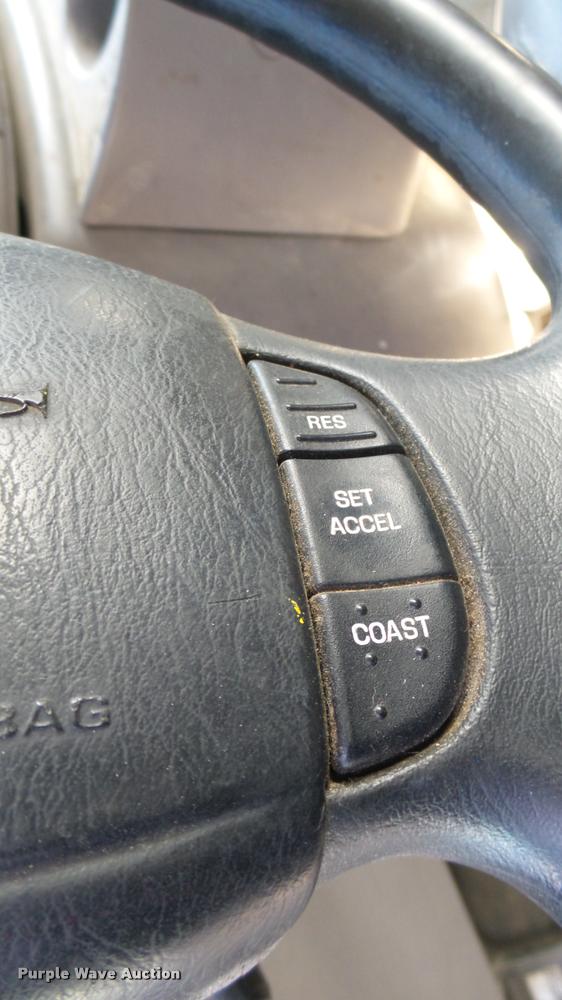 RES
SET
ACCEL
COAST
BAG
Purple Wave Auction